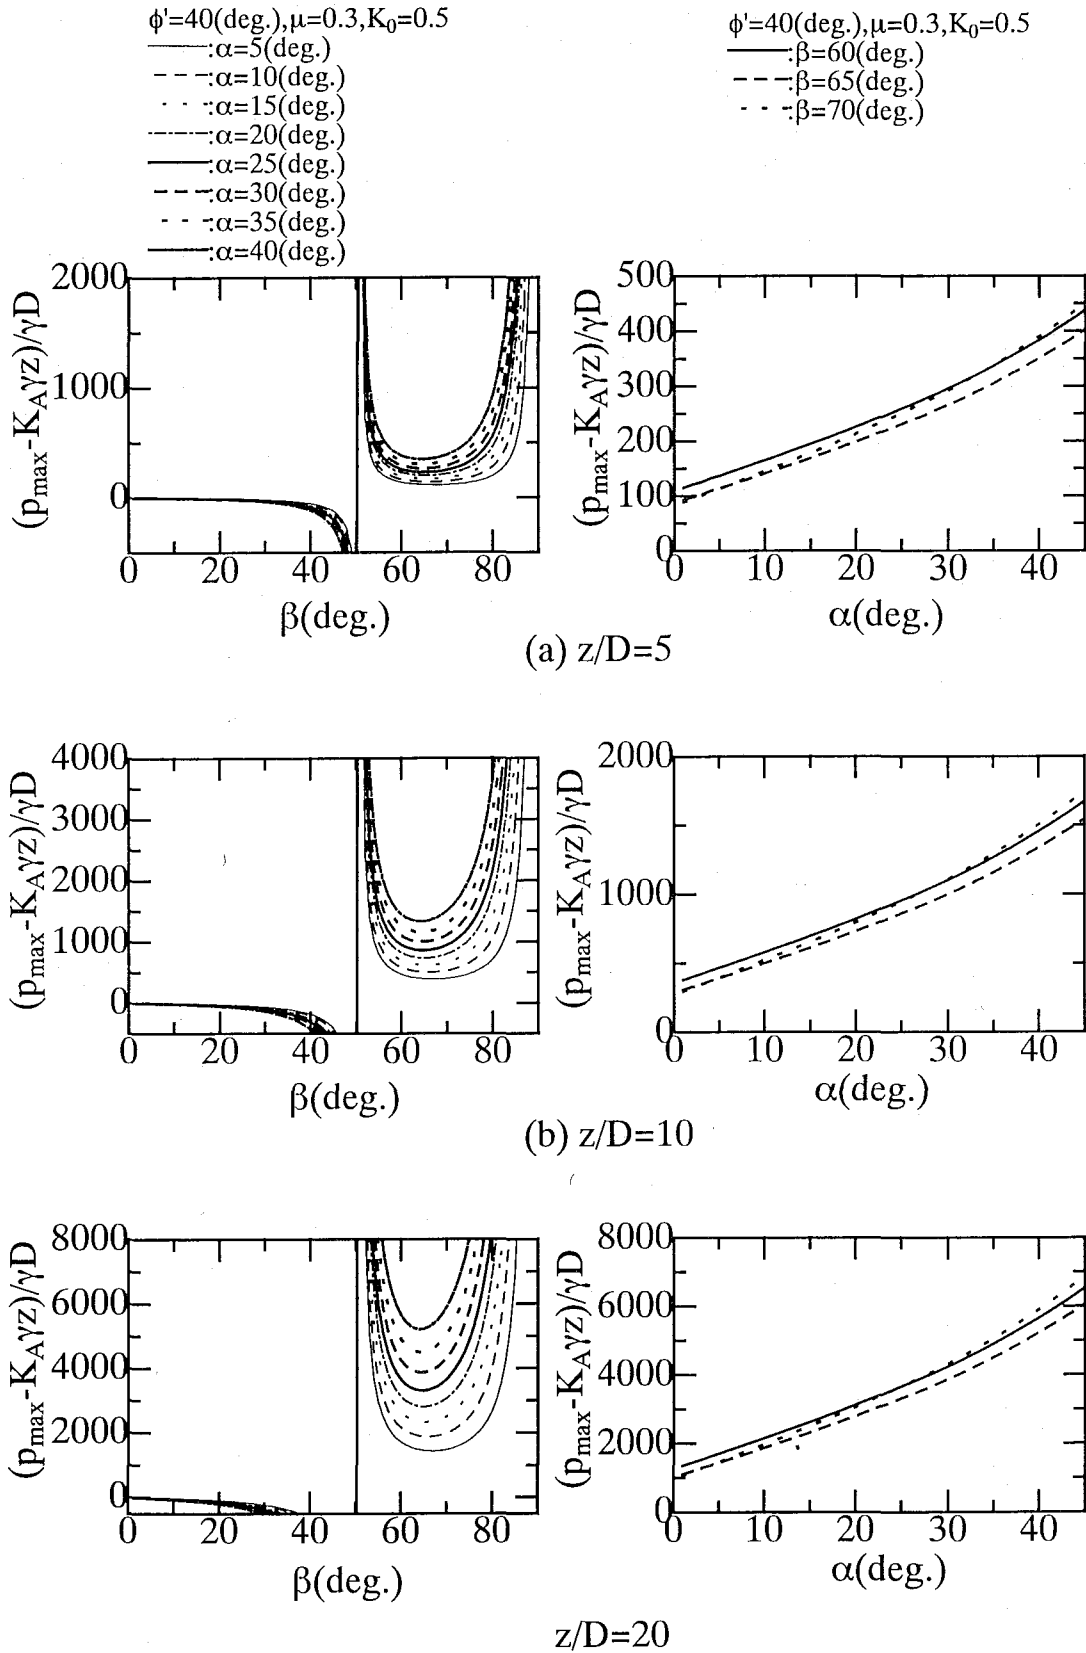 ϕ'=40(deg.),μ=0.3,K₀=0.5
:α=5(deg.)
:α=10(deg.)
:α=15(deg.)
:α=20(deg.)
:α=25(deg.)
:α=30(deg.)
:α=35(deg.)
:α=40(deg.)
ϕ'=40(deg.),μ=0.3,K₀=0.5
:β=60(deg.)
:β=65(deg.)
:β=70(deg.)
2000
1000
0
(p_max-K_Aγz)/γD
0 20 40 60 80
β(deg.)
500
400
300
200
100
0
(p_max-K_Aγz)/γD
0 10 20 30 40
α(deg.)
(a) z/D=5
4000
3000
2000
1000
0
(p_max-K_Aγz)/γD
0 20 40 60 80
β(deg.)
2000
1000
0
(p_max-K_Aγz)/γD
0 10 20 30 40
α(deg.)
(b) z/D=10
8000
6000
4000
2000
0
(p_max-K_Aγz)/γD
0 20 40 60 80
β(deg.)
8000
6000
4000
2000
0
(p_max-K_Aγz)/γD
0 10 20 30 40
α(deg.)
z/D=20